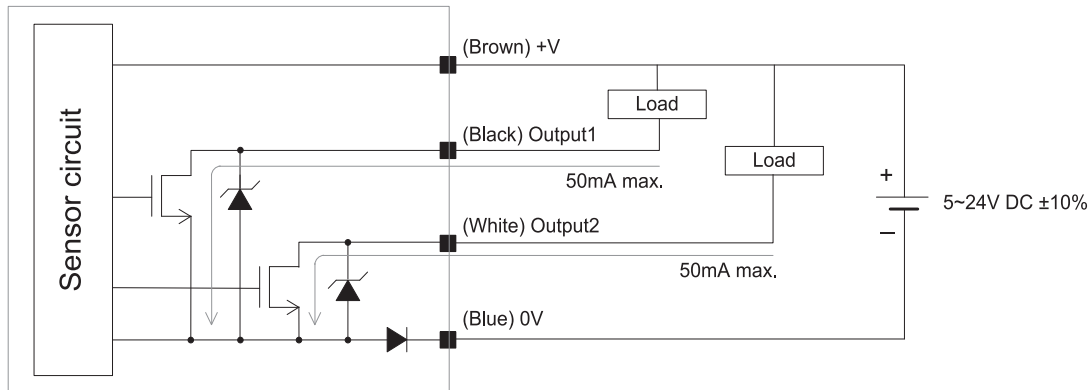 Sensor circuit
(Brown) +V
Load
(Black) Output1
50mA max.
Load
(White) Output2
50mA max.
(Blue) 0V
+
5~24V DC ±10%
−